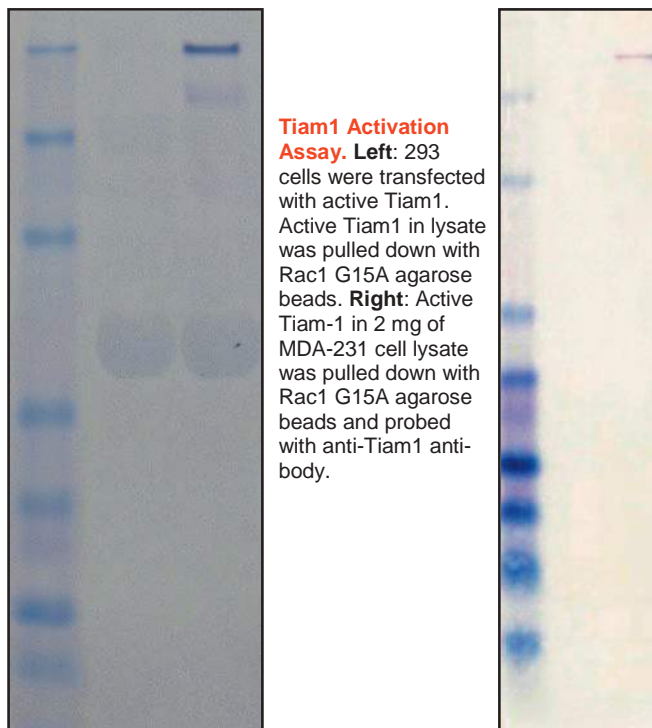 Tiam1 Activation
Assay. Left: 293
cells were transfected
with active Tiam1.
Active Tiam1 in lysate
was pulled down with
Rac1 G15A agarose
beads. Right: Active
Tiam-1 in 2 mg of
MDA-231 cell lysate
was pulled down with
Rac1 G15A agarose
beads and probed
with anti-Tiam1 anti-
body.